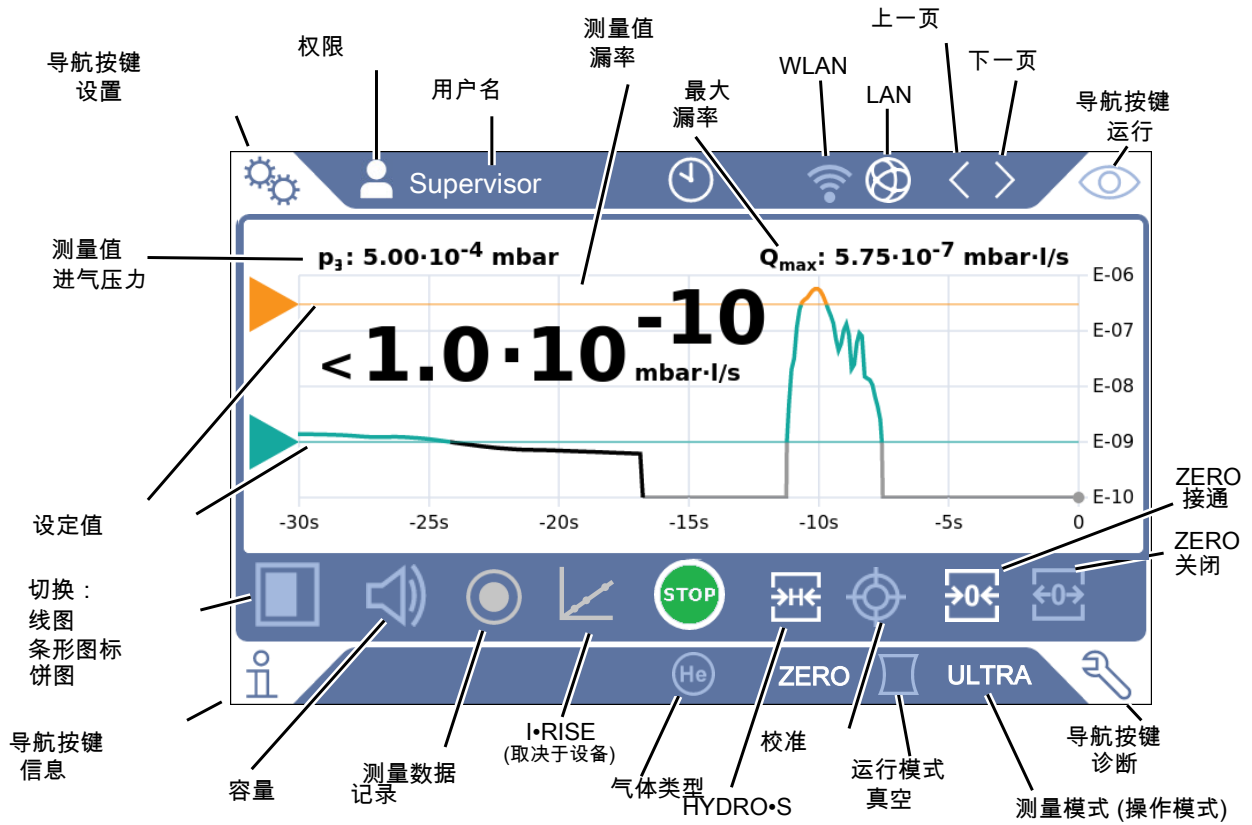 导航按键
设置
权限
用户名
测量值
漏率
最大
漏率
WLAN
LAN
上一页
下一页
导航按键
运行
Supervisor
测量值
进气压力
p3: 5.00·10-4 mbar
Qmax: 5.75·10-7 mbar·l/s
<1.0·10-10
mbar·l/s
E-06
E-07
E-08
E-09
E-10
-30s
-25s
-20s
-15s
-10s
-5s
0
设定值
ZERO
接通
ZERO
关闭
切换：
线图
条形图标
饼图
STOP
→H←
→0←
←0→
He
ZERO
ULTRA
导航按键
信息
容量
测量数据
记录
I•RISE
(取决于设备)
气体类型
HYDRO•S
校准
运行模式
真空
测量模式 (操作模式)
导航按键
诊断